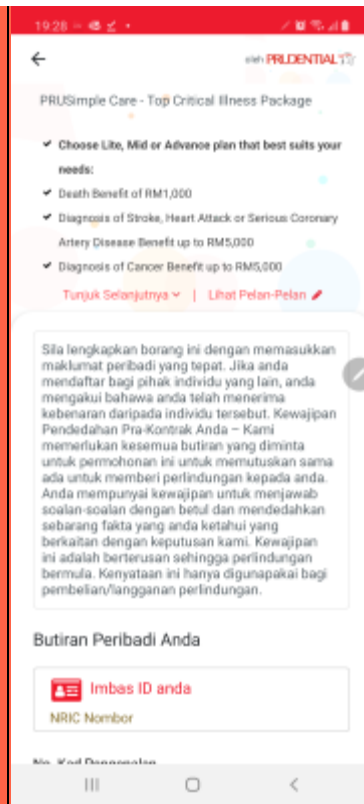 19:28
oleh PRUDENTIAL
PRUSimple Care - Top Critical Illness Package
Choose Lite, Mid or Advance plan that best suits your
needs:
Death Benefit of RM1,000
Diagnosis of Stroke, Heart Attack or Serious Coronary
Artery Disease Benefit up to RM5,000
Diagnosis of Cancer Benefit up to RM5,000
Tunjuk Selanjutnya | Lihat Pelan-Pelan
Sila lengkapkan borang ini dengan memasukkan
maklumat peribadi yang tepat. Jika anda
mendaftar bagi pihak individu yang lain, anda
mengakui bahawa anda telah menerima
kebenaran daripada individu tersebut. Kewajipan
Pendedahan Pra-Kontrak Anda – Kami
memerlukan kesemua butiran yang diminta
untuk permohonan ini untuk memutuskan sama
ada untuk memberi perlindungan kepada anda.
Anda mempunyai kewajipan untuk menjawab
soalan-soalan dengan betul dan mendedahkan
sebarang fakta yang anda ketahui yang
berkaitan dengan keputusan kami. Kewajipan
ini adalah berterusan sehingga perlindungan
bermula. Kenyataan ini hanya digunapakai bagi
pembelian/langganan perlindungan.
Butiran Peribadi Anda
Imbas ID anda
NRIC Nombor
No. Kad Pengenalan